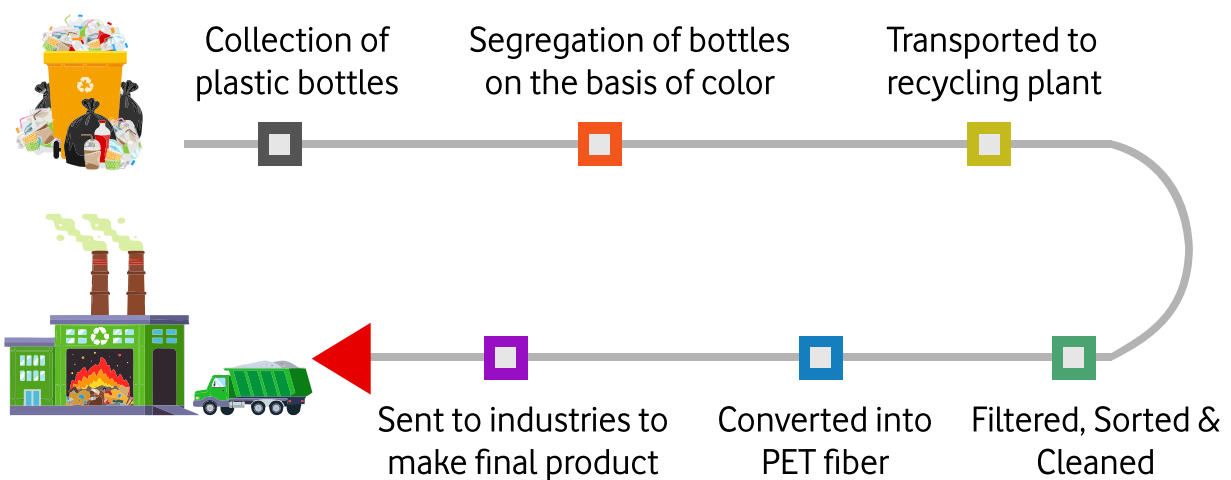 Collection of
plastic bottles
Segregation of bottles
on the basis of color
Transported to
recycling plant
Filtered, Sorted &
Cleaned
Converted into
PET fiber
Sent to industries to
make final product